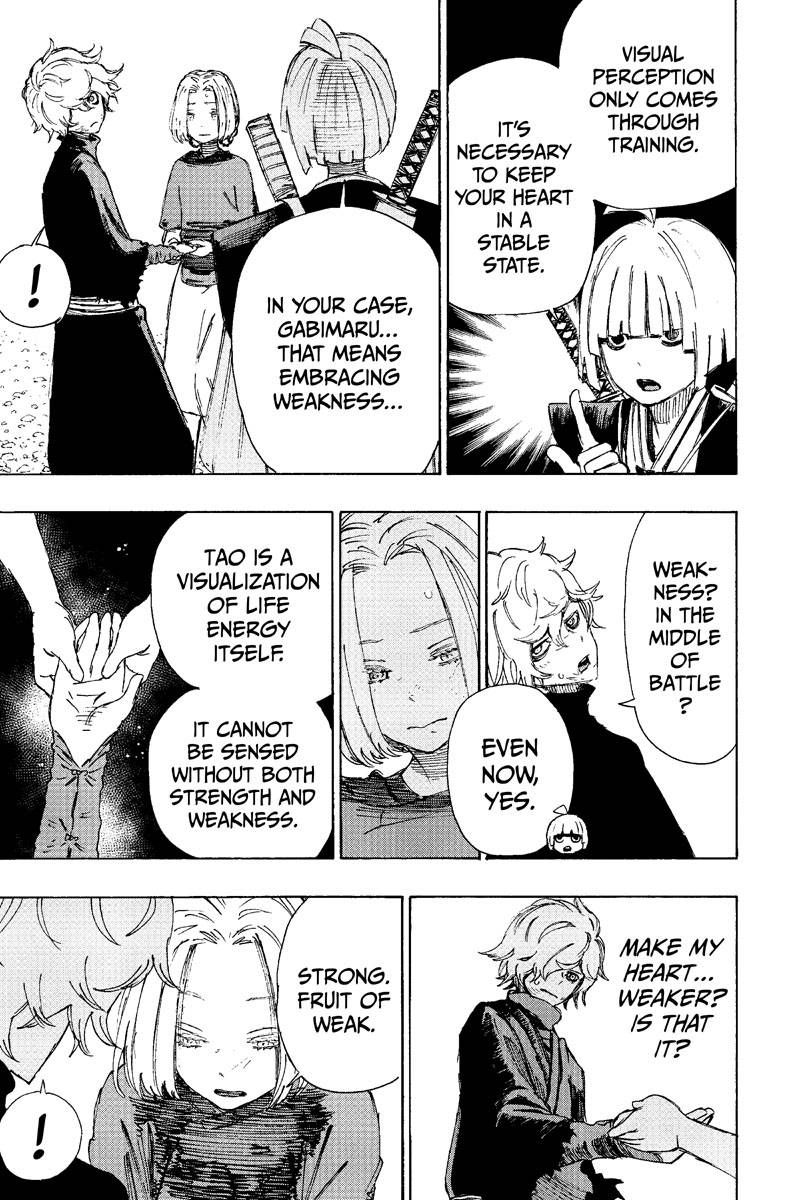 VISUAL
PERCEPTION
ONLY COMES
THROUGH
TRAINING.
IT'S
NECESSARY
TO KEEP
YOUR HEART
IN A
STABLE
STATE.
IN YOUR CASE,
GABIMARU...
THAT MEANS
EMBRACING
WEAKNESS...
!
WEAK-
NESS?
IN THE
MIDDLE
OF
BATTLE
?
EVEN
NOW,
YES.
TAO IS A
VISUALIZATION
OF LIFE
ENERGY
ITSELF.
IT CANNOT
BE SENSED
WITHOUT BOTH
STRENGTH AND
WEAKNESS.
MAKE MY
HEART...
WEAKER?
IS THAT
IT?
STRONG.
FRUIT OF
WEAK.
!